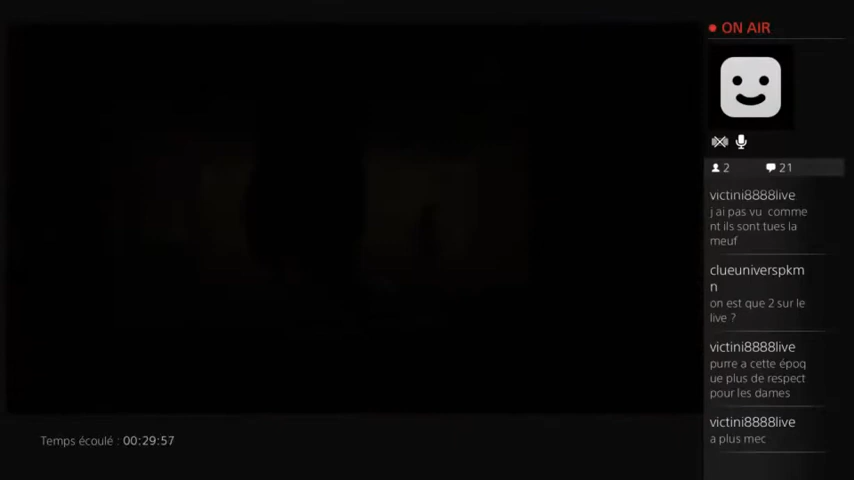 ON AIR
2 21
victini8888live
j ai pas vu comme
nt ils sont tues la
meuf
clueuniverspkm
n
on est que 2 sur le
live ?
victini8888live
purre a cette époq
ue plus de respect
pour les dames
victini8888live
a plus mec
Temps écoulé : 00:29:57